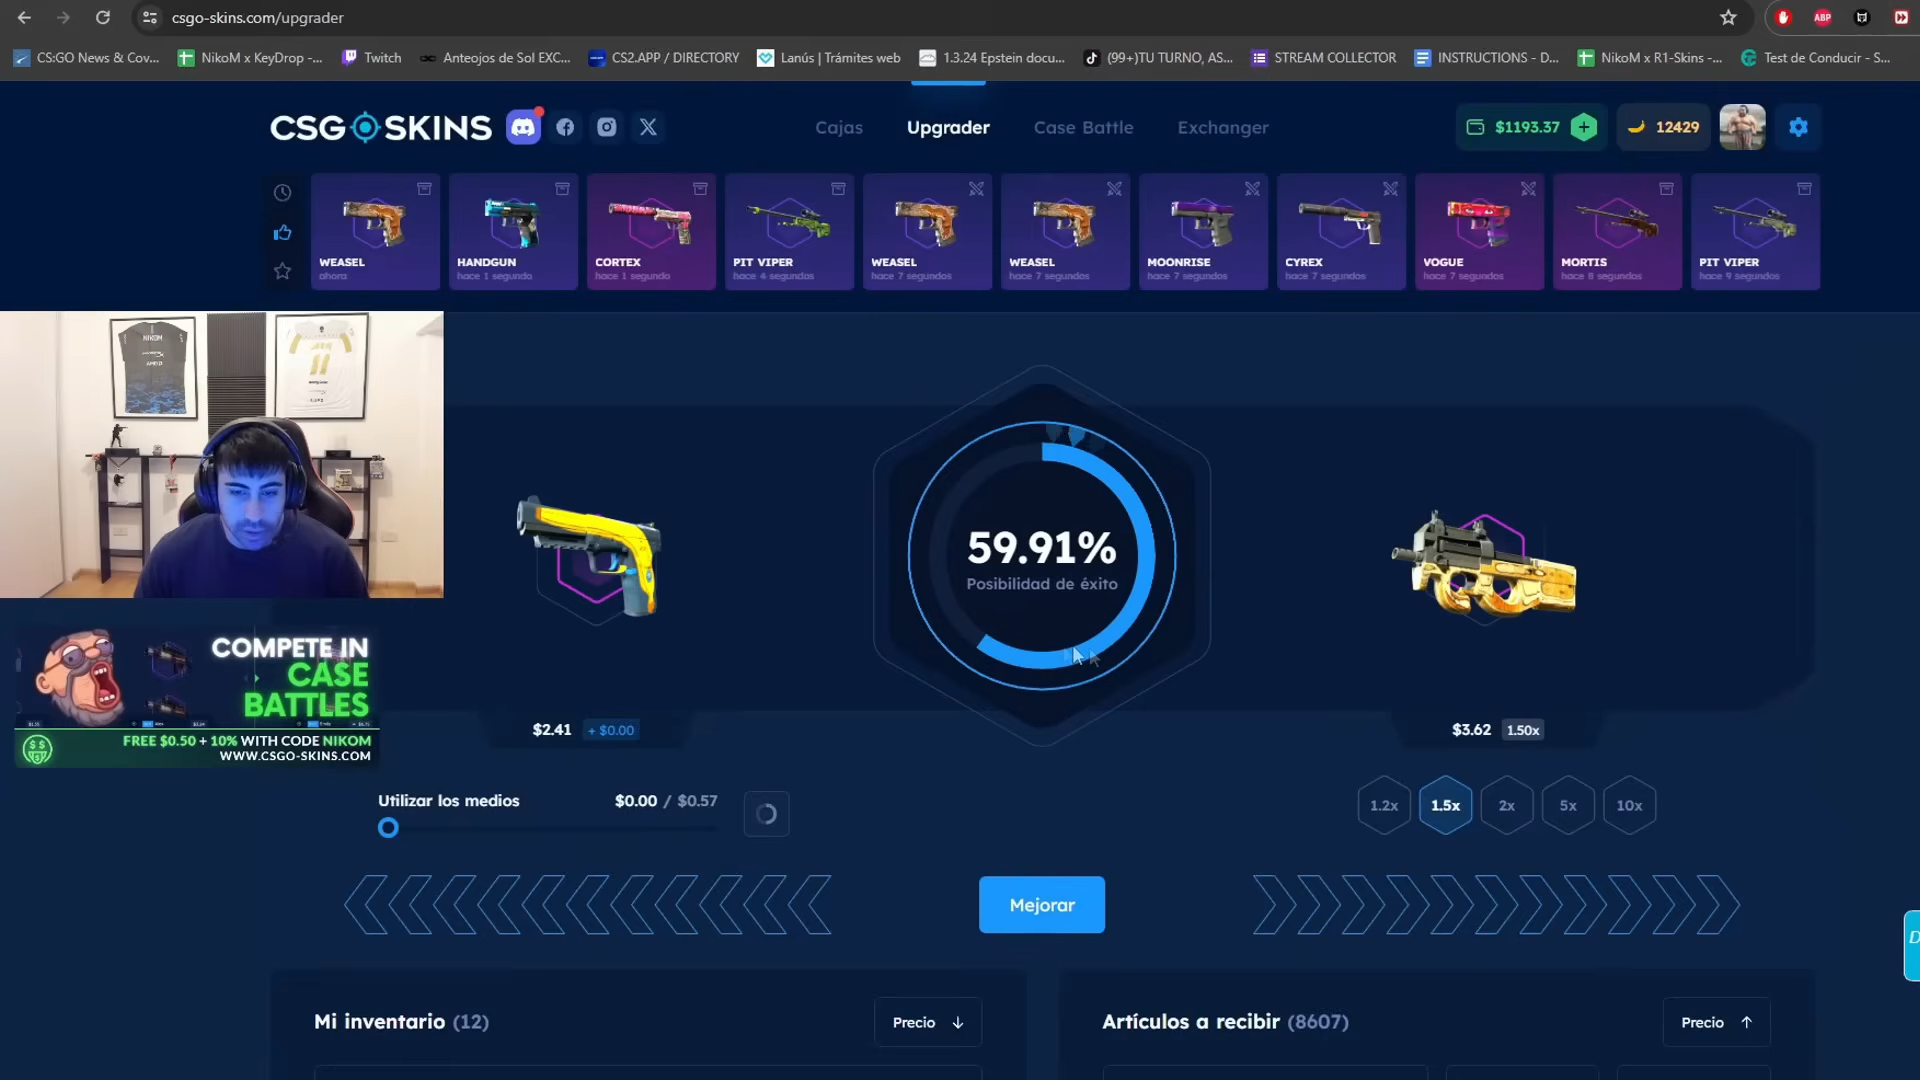 csgo-skins.com/upgrader
ABP
CS:GO News & Cov...
NikoM x KeyDrop -...
Twitch
Anteojos de Sol EXC...
CS2.APP / DIRECTORY
Lanús | Trámites web
1.3.24 Epstein docu...
(99+)TU TURNO, AS...
STREAM COLLECTOR
INSTRUCTIONS - D...
NikoM x R1-Skins -...
Test de Conducir - S...
CSGO SKINS
Cajas
Upgrader
Case Battle
Exchanger
$1193.37
12429
WEASEL
ahora
HANDGUN
hace 1 segundo
CORTEX
hace 1 segundo
PIT VIPER
hace 4 segundos
WEASEL
hace 7 segundos
WEASEL
hace 7 segundos
MOONRISE
hace 7 segundos
CYREX
hace 7 segundos
VOGUE
hace 7 segundos
MORTIS
hace 8 segundos
PIT VIPER
hace 9 segundos
NIKOM
11
59.91%
Posibilidad de éxito
COMPETE IN
CASE
BATTLES
FREE $0.50 + 10% WITH CODE NIKOM
WWW.CSGO-SKINS.COM
$2.41
+ $0.00
$3.62
1.50x
Utilizar los medios
$0.00 / $0.57
1.2x
1.5x
2x
5x
10x
Mejorar
Mi inventario (12)
Precio
Artículos a recibir (8607)
Precio